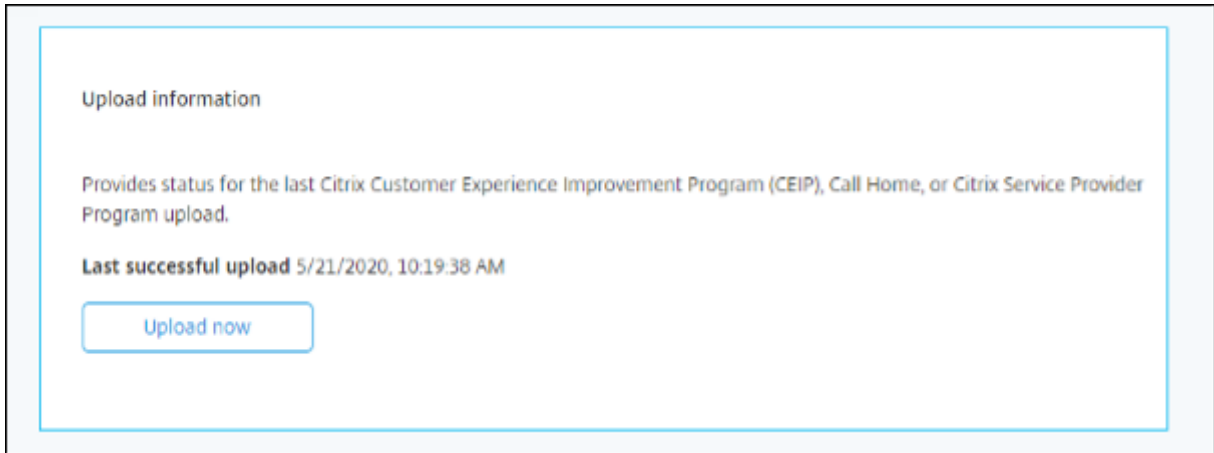 Upload information
Provides status for the last Citrix Customer Experience Improvement Program (CEIP), Call Home, or Citrix Service Provider
Program upload.
Last successful upload 5/21/2020, 10:19:38 AM
Upload now